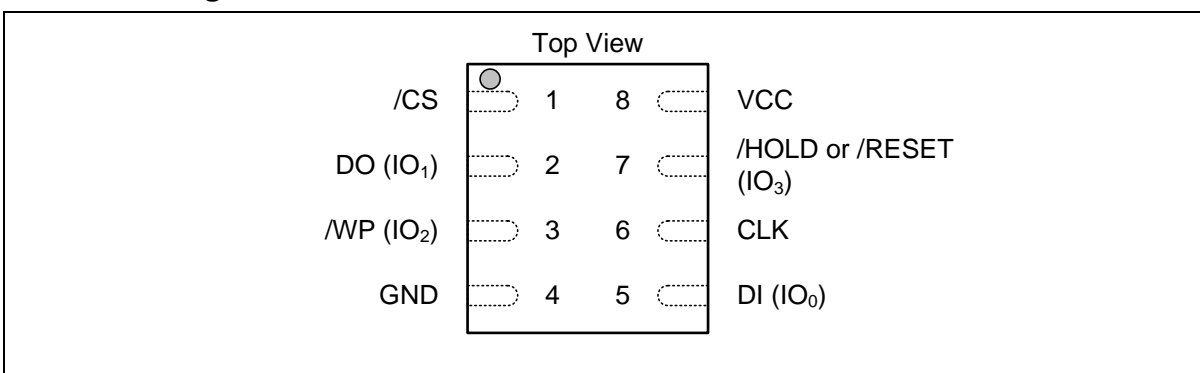 Top View
/CS 1 8 VCC
DO (IO₁) 2 7 /HOLD or /RESET
(IO₃)
/WP (IO₂) 3 6 CLK
GND 4 5 DI (IO₀)